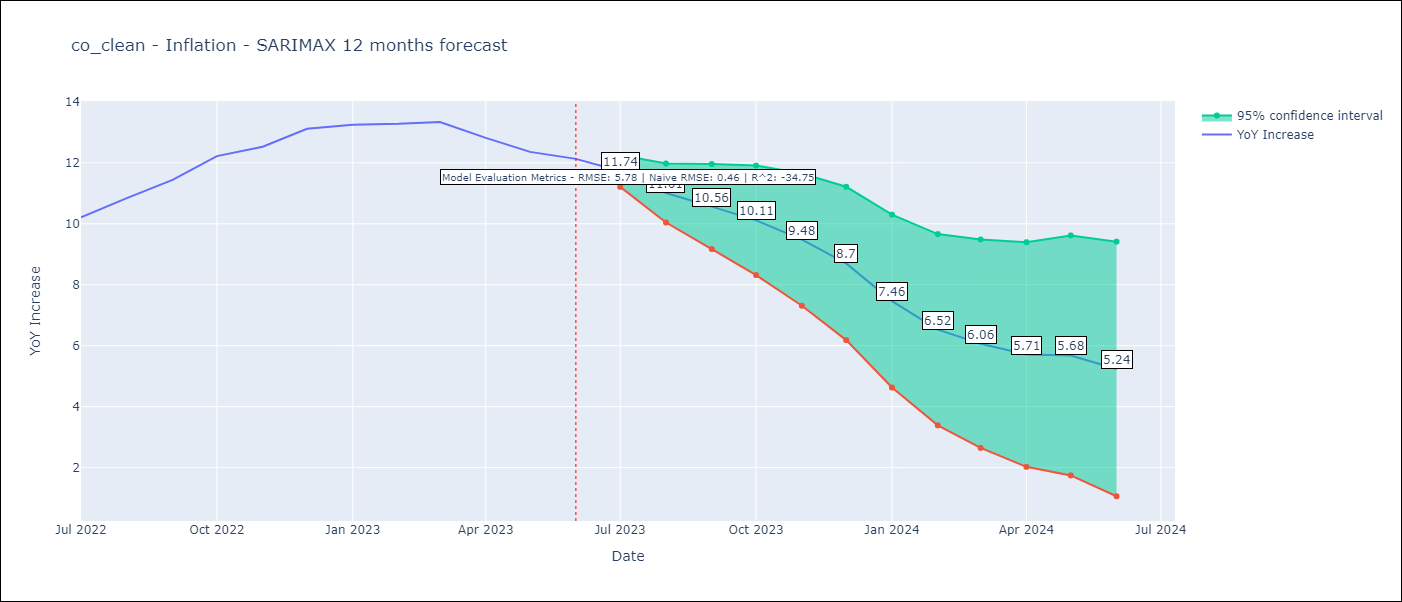 co_clean - Inflation - SARIMAX 12 months forecast
95% confidence interval
YoY Increase
14
12
10
8
6
4
2
YoY Increase
11.74
Model Evaluation Metrics - RMSE: 5.78 | Naive RMSE: 0.46 | R^2: -34.75
10.56
10.11
9.48
8.7
7.46
6.52
6.06
5.71
5.68
5.24
Jul 2022
Oct 2022
Jan 2023
Apr 2023
Jul 2023
Oct 2023
Jan 2024
Apr 2024
Jul 2024
Date